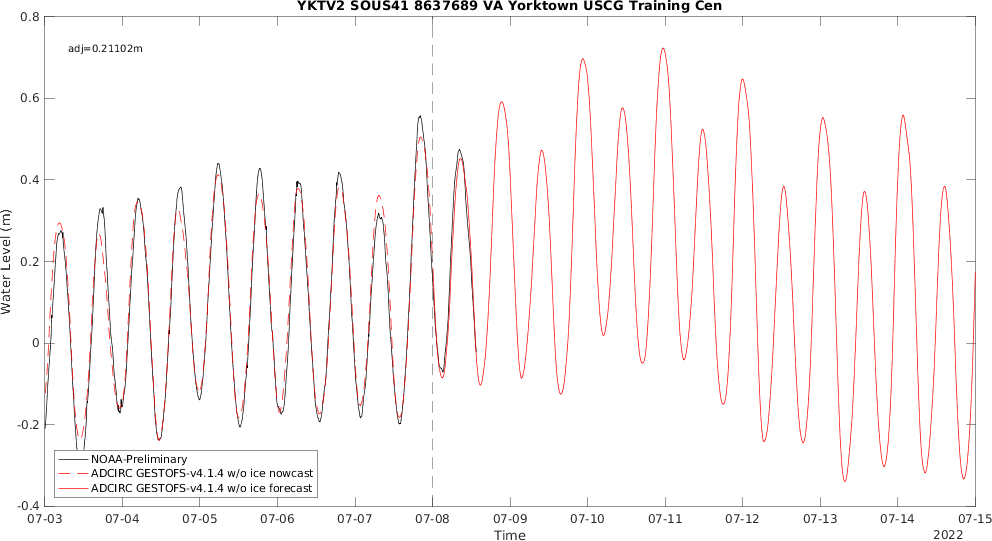 YKTV2 SOUS41 8637689 VA Yorktown USCG Training Cen
adj=0.21102m
Water Level (m)
0.8
0.6
0.4
0.2
0
-0.2
-0.4
NOAA-Preliminary
ADCIRC GESTOFS-v4.1.4 w/o ice nowcast
ADCIRC GESTOFS-v4.1.4 w/o ice forecast
07-03 07-04 07-05 07-06 07-07 07-08 07-09 07-10 07-11 07-12 07-13 07-14 07-15
Time
2022